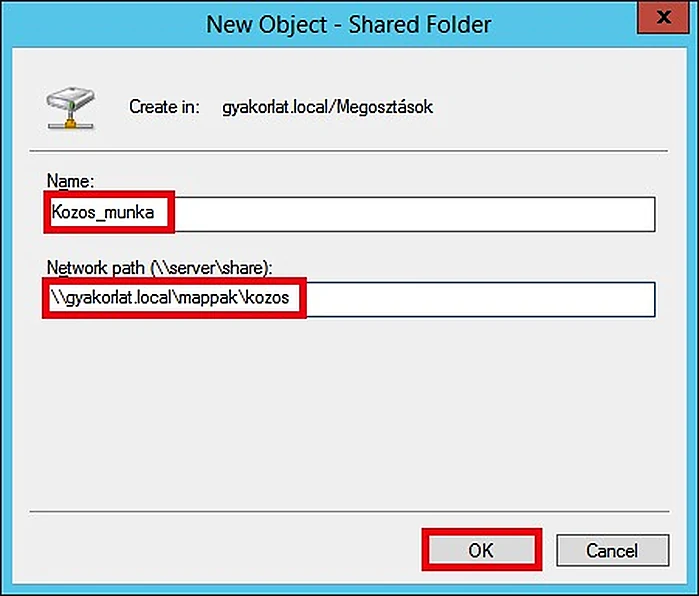 New Object - Shared Folder
x
Create in: gyakorlat.local/Megosztások
Name:
Kozos_munka
Network path (\\server\share):
\\gyakorlat.local\mappak\kozos
OK Cancel